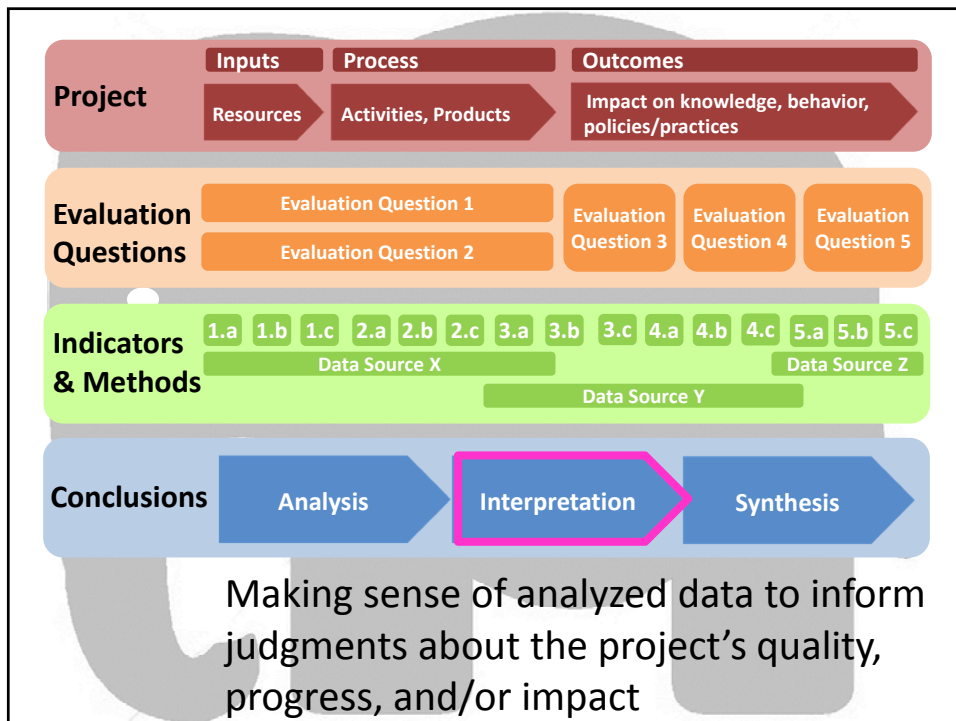 Inputs
Process
Outcomes
Project
Resources
Activities, Products
Impact on knowledge, behavior,
policies/practices
Evaluation
Questions
Evaluation Question 1
Evaluation Question 2
Evaluation
Question 3
Evaluation
Question 4
Evaluation
Question 5
Indicators
& Methods
1.a 1.b 1.c 2.a 2.b 2.c 3.a 3.b 3.c 4.a 4.b 4.c 5.a 5.b 5.c
Data Source X
Data Source Z
Data Source Y
Conclusions
Analysis
Interpretation
Synthesis
Making sense of analyzed data to inform
judgments about the project’s quality,
progress, and/or impact